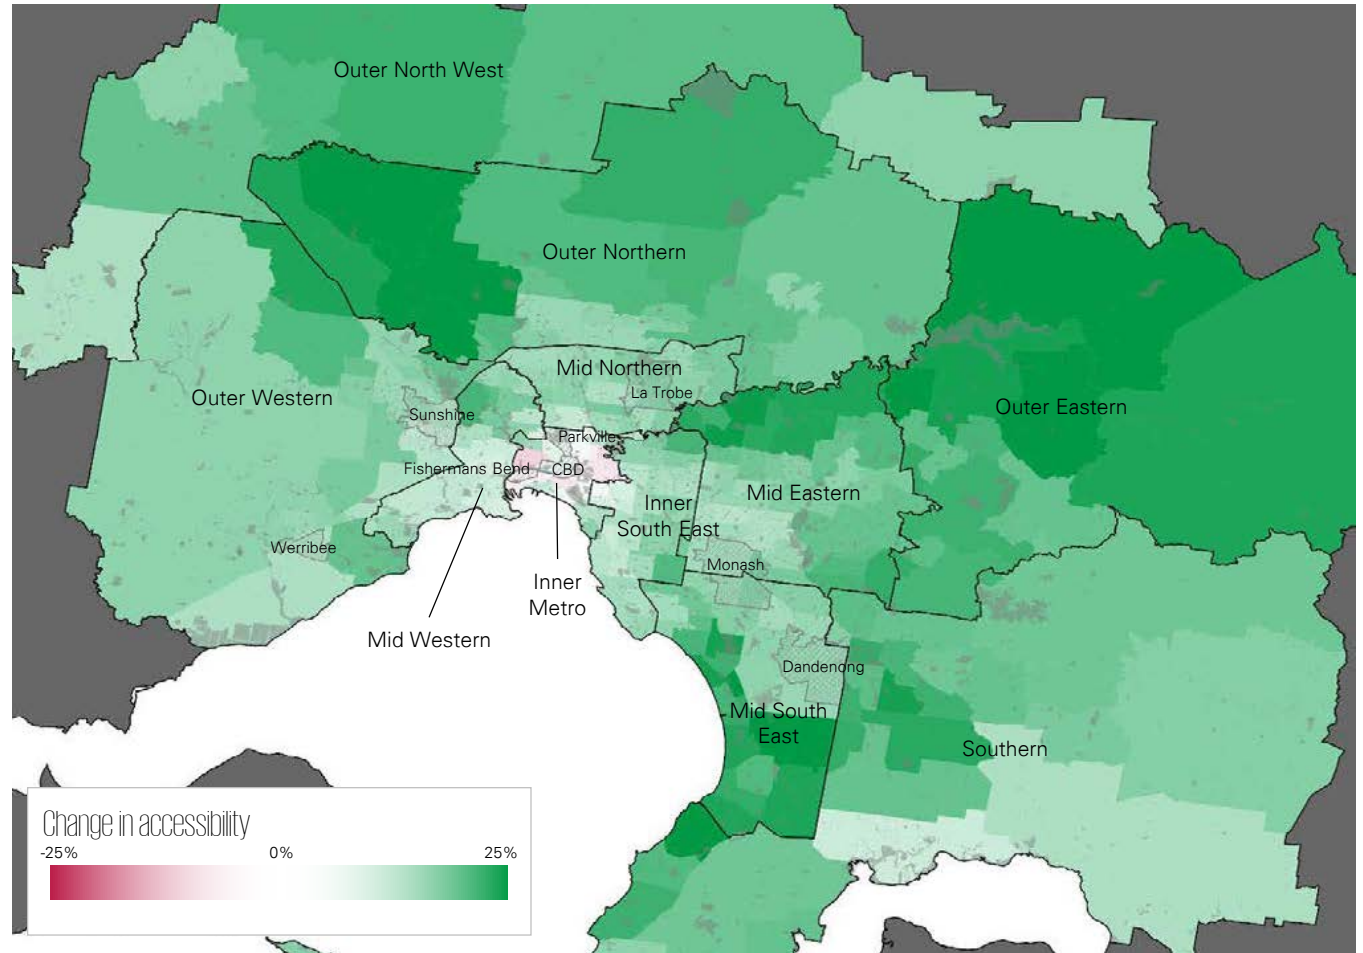 Outer North West
Outer Northern
Mid Northern
La Trobe
Outer Western
Sunshine
Outer Eastern
Parkville
Fishermans Bend
CBD
Mid Eastern
Inner
South East
Werribee
Monash
Inner
Metro
Mid Western
Dandenong
Mid South
East
Southern
Change in accessibility
-25%
0%
25%